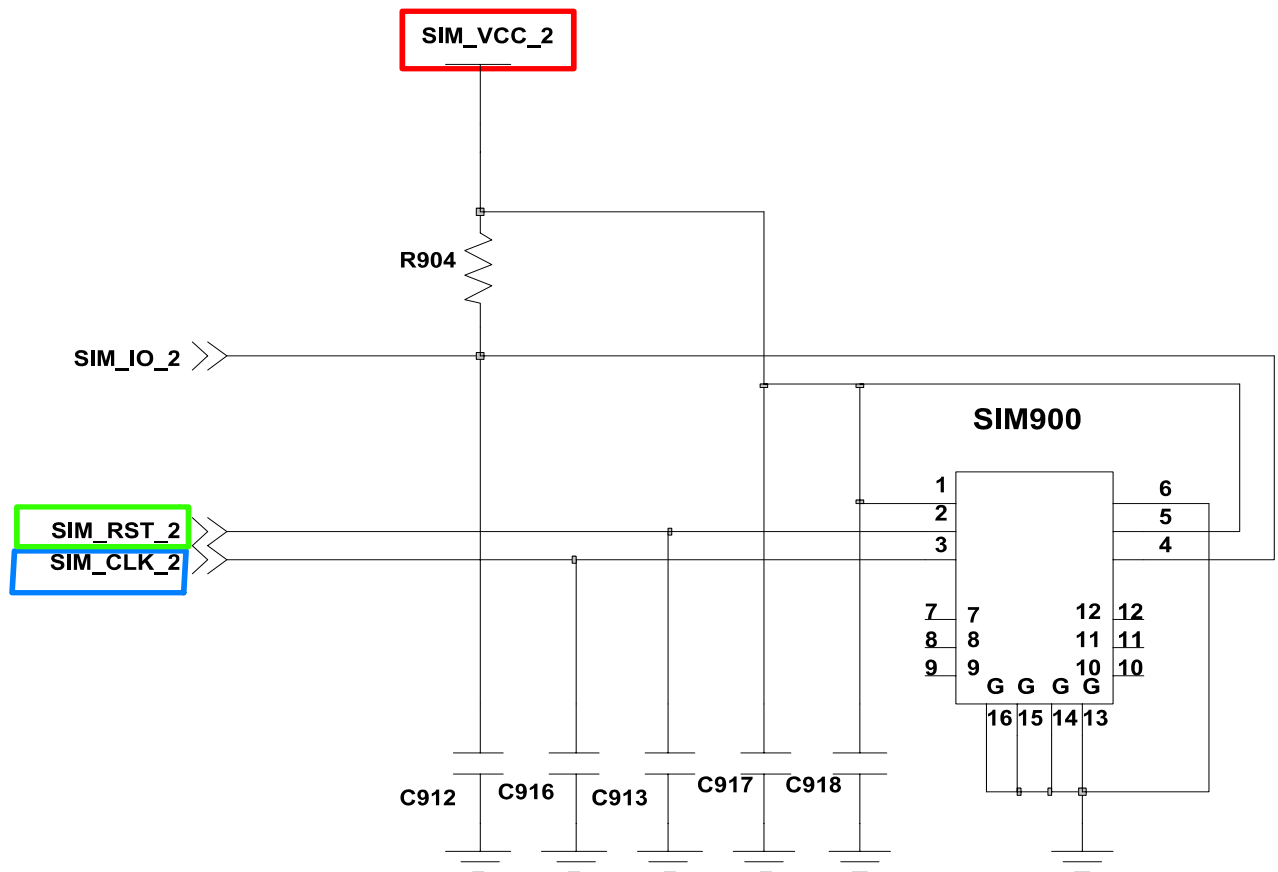 SIM_VCC_2
R904
SIM_IO_2
SIM900
1 6
2 5
SIM_RST_2
3 4
SIM_CLK_2
7 7 12 12
8 8 11 11
9 9 10 10
G G G G
16 15 14 13
C912 C916 C913 C917 C918